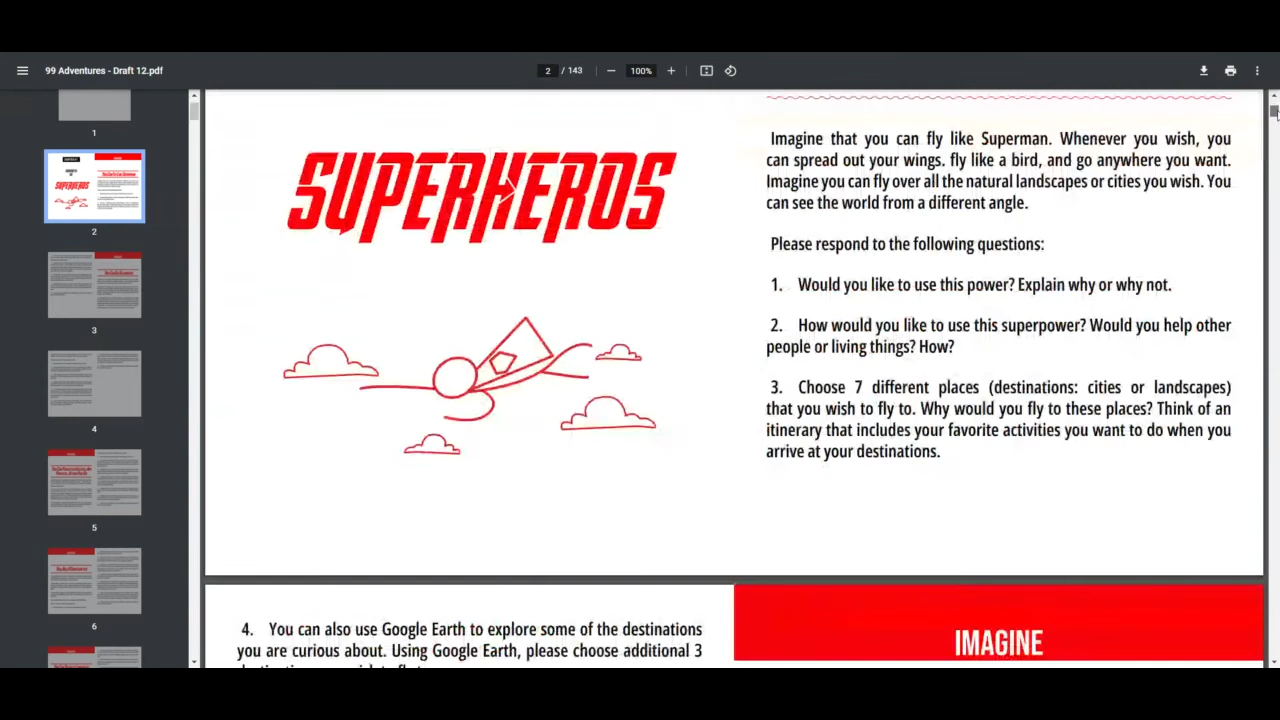 99 Adventures - Draft 12.pdf
2 / 143
100%
1
2
3
4
5
6
SUPERHEROS
Imagine that you can fly like Superman. Whenever you wish, you
can spread out your wings. fly like a bird, and go anywhere you want.
Imagine you can fly over all the natural landscapes or cities you wish. You
can see the world from a different angle.
Please respond to the following questions:
1. Would you like to use this power? Explain why or why not.
2. How would you like to use this superpower? Would you help other
people or living things? How?
3. Choose 7 different places (destinations: cities or landscapes)
that you wish to fly to. Why would you fly to these places? Think of an
itinerary that includes your favorite activities you want to do when you
arrive at your destinations.
4. You can also use Google Earth to explore some of the destinations
you are curious about. Using Google Earth, please choose additional 3
IMAGINE